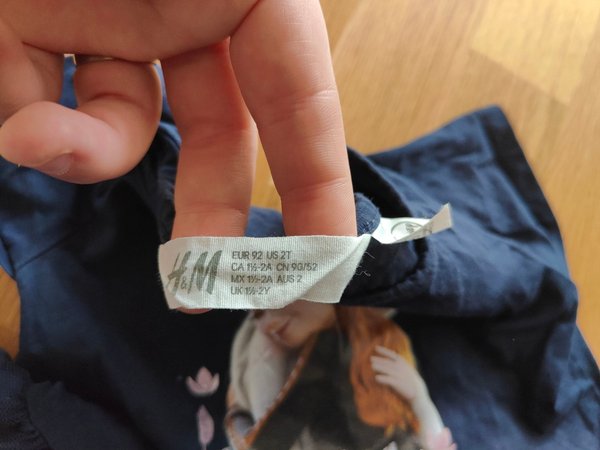 H&M
EUR 92 US 2T
CA 1½-2A CN 90/52
MX 1½-2A AUS 2
UK 1½-2Y